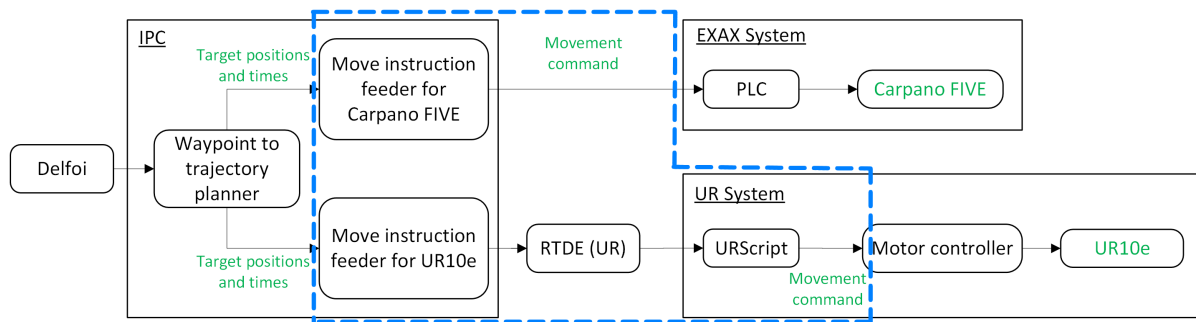 IPC
Target positions
and times
Move instruction
feeder for
Carpano FIVE
Movement
command
EXAX System
PLC
Carpano FIVE
Delfoi
Waypoint to
trajectory
planner
Target positions
and times
Move instruction
feeder for UR10e
RTDE (UR)
UR System
URScript
Movement
command
Motor controller
UR10e